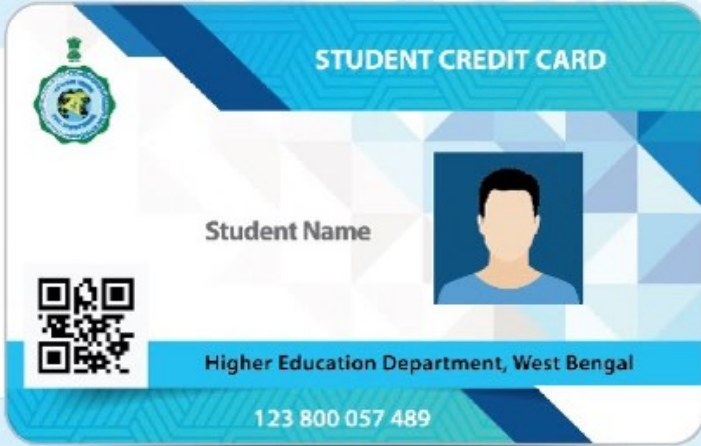 STUDENT CREDIT CARD
Student Name
Higher Education Department, West Bengal
123 800 057 489